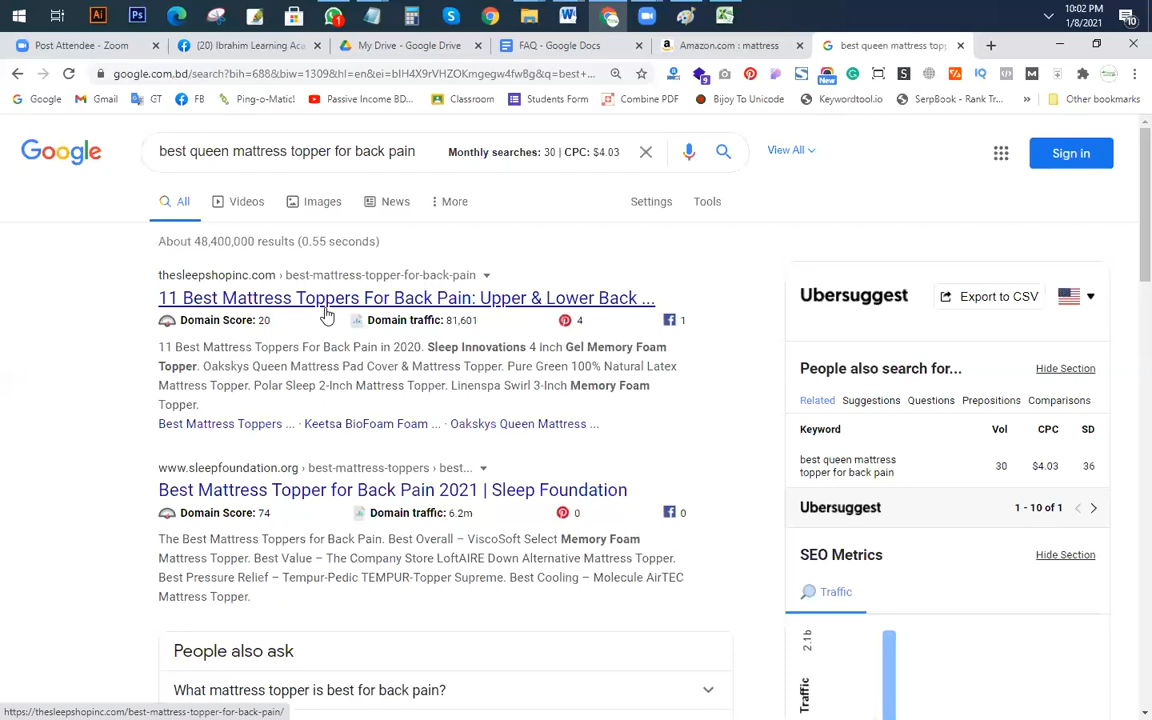 10:02 PM
1/8/2021
10
1
Post Attendee - Zoom
(20) Ibrahim Learning Aca
My Drive - Google Drive
FAQ - Google Docs
Amazon.com : mattress
best queen mattress topp
google.com.bd/search?bih=688&biw=1309&hl=en&ei=bIH4X9rVHZOKmgegw4fwBg&q=best+...
9
New
Google
Gmail
GT
FB
Ping-o-Matic!
Passive Income BD...
Classroom
Students Form
Combine PDF
Bijoy To Unicode
Keywordtool.io
SerpBook - Rank Tr...
Other bookmarks
Google
best queen mattress topper for back pain
Monthly searches: 30 | CPC: $4.03
View All
Sign in
All
Videos
Images
News
More
Settings
Tools
About 48,400,000 results (0.55 seconds)
thesleepshopinc.com › best-mattress-topper-for-back-pain
11 Best Mattress Toppers For Back Pain: Upper & Lower Back ...
Domain Score: 20
Domain traffic: 81,601
4
1
11 Best Mattress Toppers For Back Pain in 2020. Sleep Innovations 4 inch Gel Memory Foam
Topper. Oakskys Queen Mattress Pad Cover & Mattress Topper. Pure Green 100% Natural Latex
Mattress Topper. Polar Sleep 2-Inch Mattress Topper. Linenspa Swirl 3-Inch Memory Foam
Topper.
Best Mattress Toppers ... · Keetsa BioFoam Foam ... · Oakskys Queen Mattress ...
www.sleepfoundation.org › best-mattress-toppers › best...
Best Mattress Topper for Back Pain 2021 | Sleep Foundation
Domain Score: 74
Domain traffic: 6.2m
0
0
The Best Mattress Toppers for Back Pain. Best Overall – ViscoSoft Select Memory Foam
Mattress Topper. Best Value – The Company Store LoftAIRE Down Alternative Mattress Topper.
Best Pressure Relief – Tempur-Pedic TEMPUR-Topper Supreme. Best Cooling – Molecule AirTEC
Mattress Topper.
People also ask
What mattress topper is best for back pain?
https://thesleepshopinc.com/best-mattress-topper-for-back-pain/
Ubersuggest
Export to CSV
People also search for...
Hide Section
Related
Suggestions
Questions
Prepositions
Comparisons
Keyword
Vol
CPC
SD
best queen mattress
topper for back pain
30
$4.03
36
Ubersuggest
1 - 10 of 1
SEO Metrics
Hide Section
Traffic
2.1b
Traffic